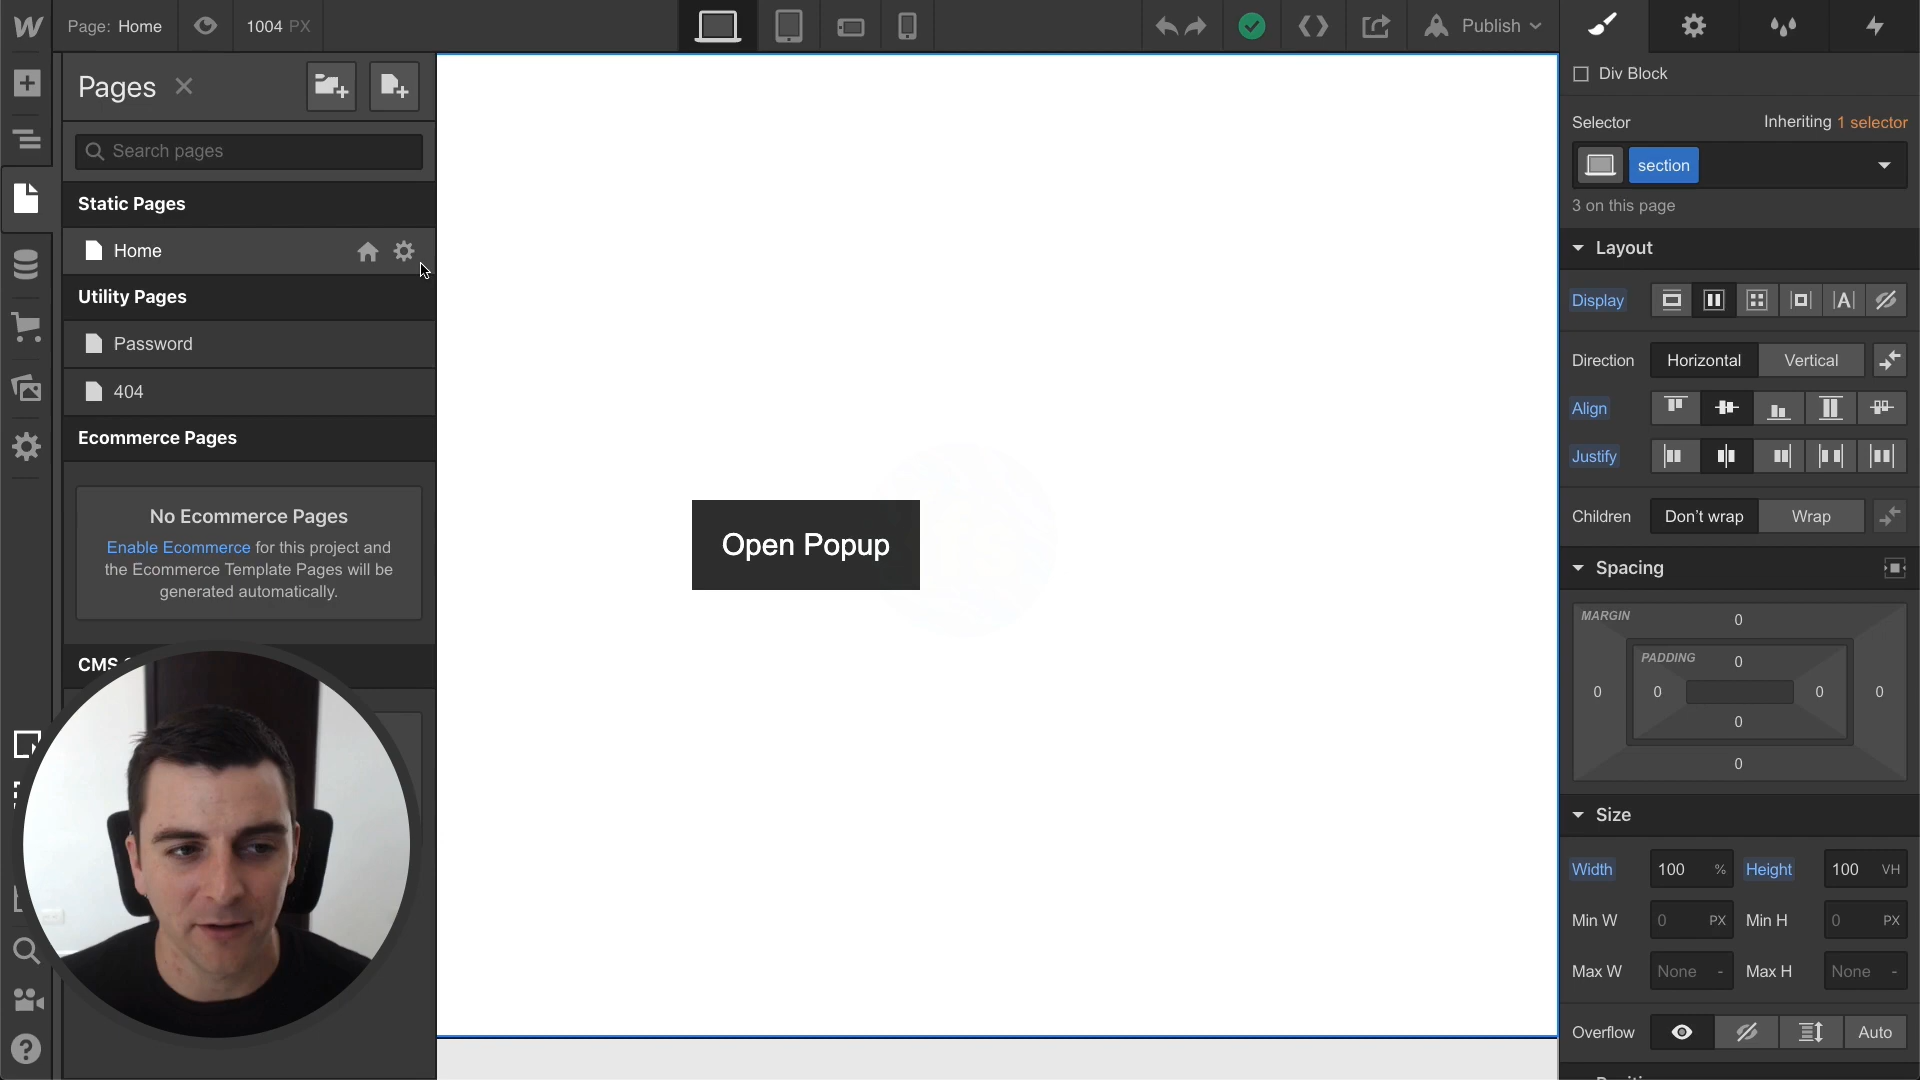 Page: Home
1004 PX
Publish
Pages
Search pages
Static Pages
Home
Utility Pages
Password
404
Ecommerce Pages
No Ecommerce Pages
Enable Ecommerce for this project and
the Ecommerce Template Pages will be
generated automatically.
CMS
Open Popup
Div Block
Selector
Inheriting 1 selector
section
3 on this page
Layout
Display
Direction
Horizontal
Vertical
Align
Justify
Children
Don't wrap
Wrap
Spacing
MARGIN
0
PADDING
0
0
0
0
0
0
0
Size
Width
100 %
Height
100 VH
Min W
0 PX
Min H
0 PX
Max W
None -
Max H
None -
Overflow
Auto